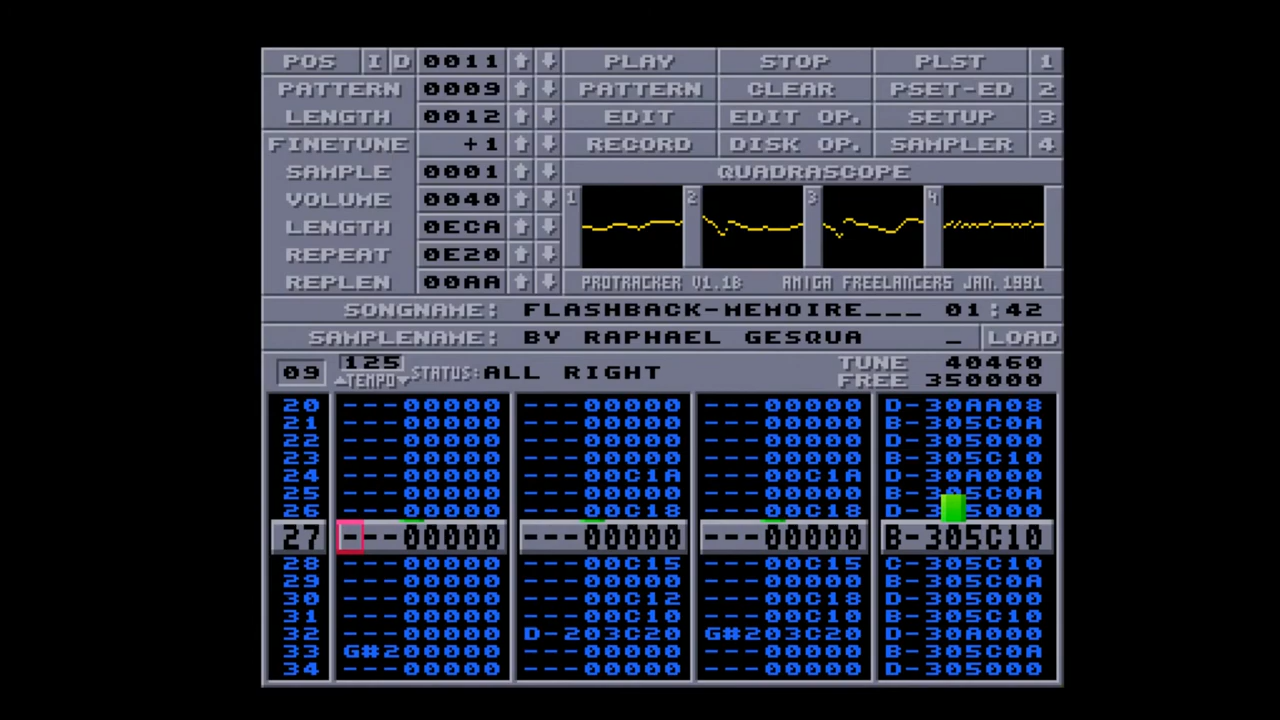 POS I D 0011 PLAY STOP PLST 1
PATTERN 0009 PATTERN CLEAR PSET-ED 2
LENGTH 0012 EDIT EDIT OP. SETUP 3
FINETUNE +1 RECORD DISK OP. SAMPLER 4
SAMPLE 0001 QUADRASCOPE
VOLUME 0040 1 2 3 4
LENGTH 0ECA
REPEAT 0E20
REPLEN 00AA PROTRACKER V1.1B AMIGA FREELANCERS JAN.1991
SONGNAME: FLASHBACK-MEMOIRE___ 01:42
SAMPLENAME: BY RAPHAEL GESQUA _ LOAD
09 125 TEMPO STATUS:ALL RIGHT TUNE 40460
FREE 350000
20 ---00000 ---00000 ---00000 D-30AA08
21 ---00000 ---00000 ---00000 B-305C0A
22 ---00000 ---00000 ---00000 D-305000
23 ---00000 ---00000 ---00000 B-305C10
24 ---00000 ---00C1A ---00C1A D-30A000
25 ---00000 ---00000 ---00000 B-305C0A
26 ---00000 ---00C18 ---00C18 D-305000
27 ---00000 ---00000 ---00000 B-305C10
28 ---00000 ---00C15 ---00C15 C-305C10
29 ---00000 ---00000 ---00000 B-305C0A
30 ---00000 ---00C12 ---00C18 D-305000
31 ---00000 ---00C10 ---00C10 B-305C10
32 ---00000 D-203C20 G#203C20 D-30A000
33 G#200000 ---00000 ---00000 B-305C0A
34 ---00000 ---00000 ---00000 D-305000